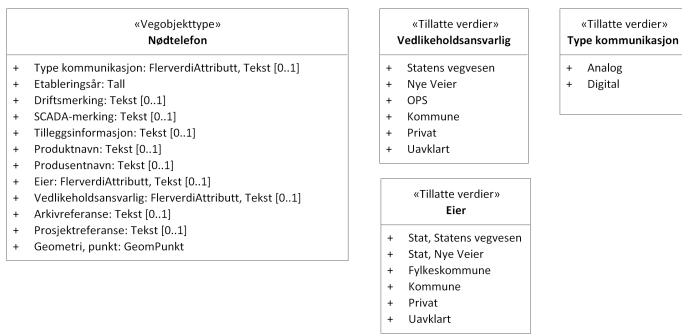 «Vegobjekttype»
Nødtelefon
+ Type kommunikasjon: FlerverdiAttributt, Tekst [0..1]
+ Etableringsår: Tall
+ Driftsmerking: Tekst [0..1]
+ SCADA-merking: Tekst [0..1]
+ Tilleggsinformasjon: Tekst [0..1]
+ Produktnavn: Tekst [0..1]
+ Produsentnavn: Tekst [0..1]
+ Eier: FlerverdiAttributt, Tekst [0..1]
+ Vedlikeholdsansvarlig: FlerverdiAttributt, Tekst [0..1]
+ Arkivreferanse: Tekst [0..1]
+ Prosjektreferanse: Tekst [0..1]
+ Geometri, punkt: GeomPunkt
«Tillatte verdier»
Vedlikeholdsansvarlig
+ Statens vegvesen
+ Nye Veier
+ OPS
+ Kommune
+ Privat
+ Uavklart
«Tillatte verdier»
Type kommunikasjon
+ Analog
+ Digital
«Tillatte verdier»
Eier
+ Stat, Statens vegvesen
+ Stat, Nye Veier
+ Fylkeskommune
+ Kommune
+ Privat
+ Uavklart